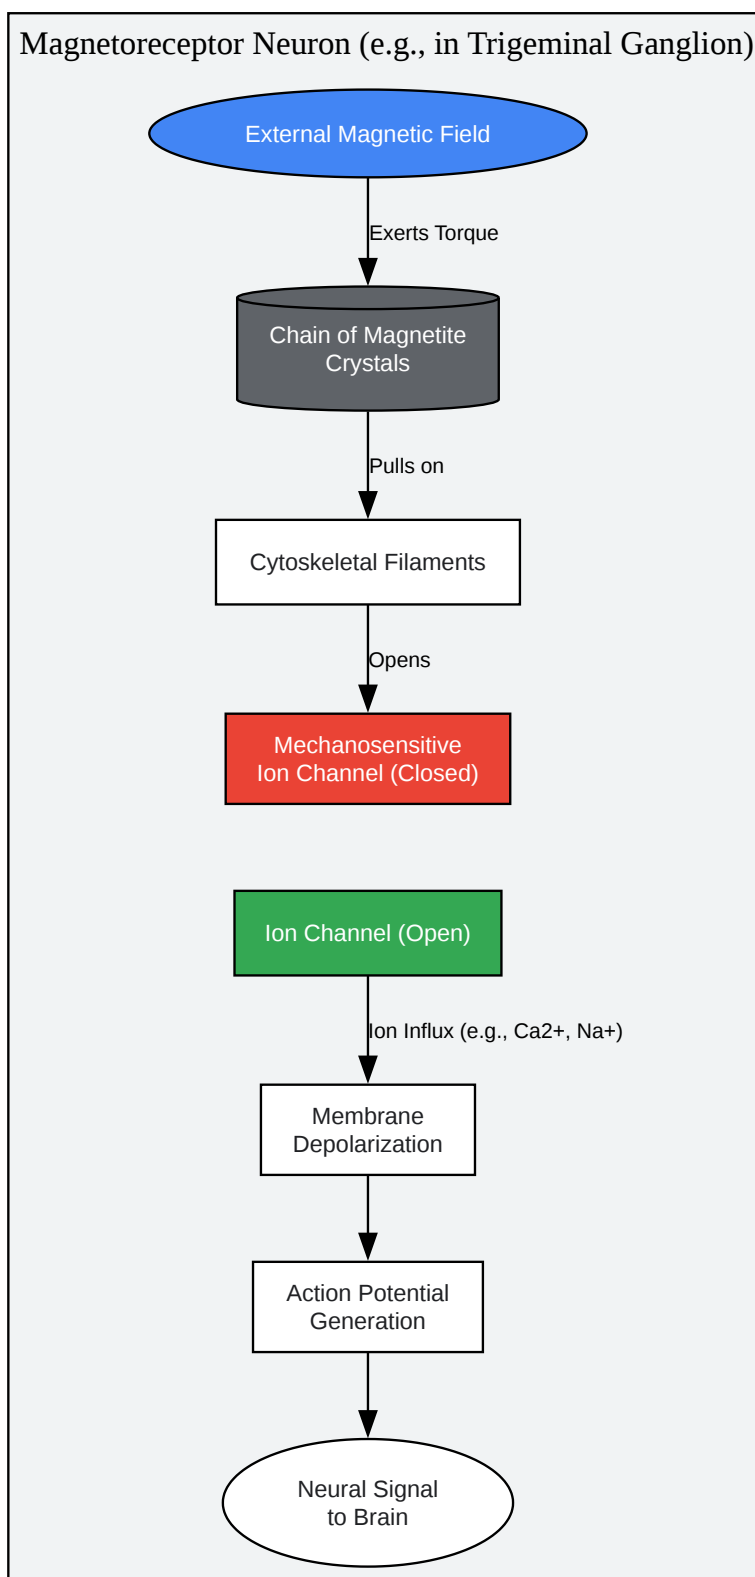 Magnetoreceptor Neuron (e.g., in Trigeminal Ganglion)
External Magnetic Field
Exerts Torque
Chain of Magnetite
Crystals
Pulls on
Cytoskeletal Filaments
Opens
Mechanosensitive
Ion Channel (Closed)
Ion Channel (Open)
Ion Influx (e.g., Ca2+, Na+)
Membrane
Depolarization
Action Potential
Generation
Neural Signal
to Brain